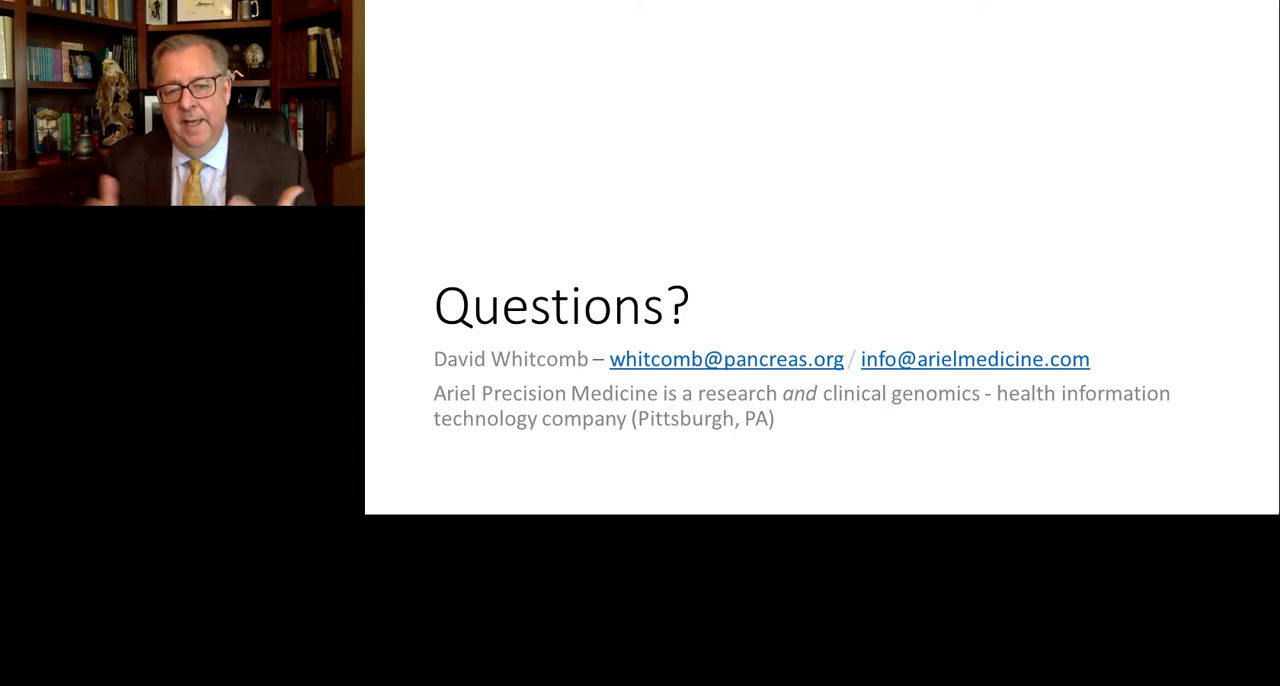 Questions?
David Whitcomb – whitcomb@pancreas.org / info@arielmedicine.com
Ariel Precision Medicine is a research and clinical genomics - health information
technology company (Pittsburgh, PA)